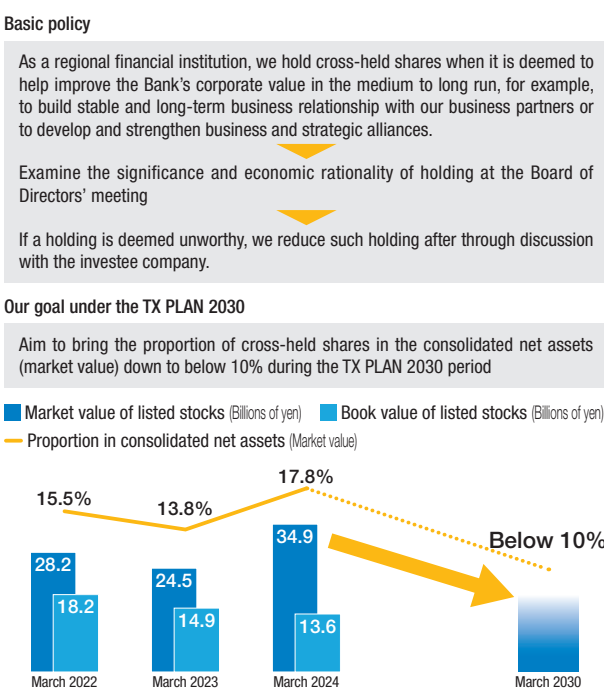 Basic policy
As a regional financial institution, we hold cross-held shares when it is deemed to
help improve the Bank's corporate value in the medium to long run, for example,
to build stable and long-term business relationship with our business partners or
to develop and strengthen business and strategic alliances.
Examine the significance and economic rationality of holding at the Board of
Directors' meeting
If a holding is deemed unworthy, we reduce such holding after through discussion
with the investee company.
Our goal under the TX PLAN 2030
Aim to bring the proportion of cross-held shares in the consolidated net assets
(market value) down to below 10% during the TX PLAN 2030 period
Market value of listed stocks (Billions of yen) Book value of listed stocks (Billions of yen)
Proportion in consolidated net assets (Market value)
15.5% 13.8% 17.8%
Below 10%
28.2 18.2 24.5 14.9 34.9 13.6
March 2022 March 2023 March 2024 March 2030